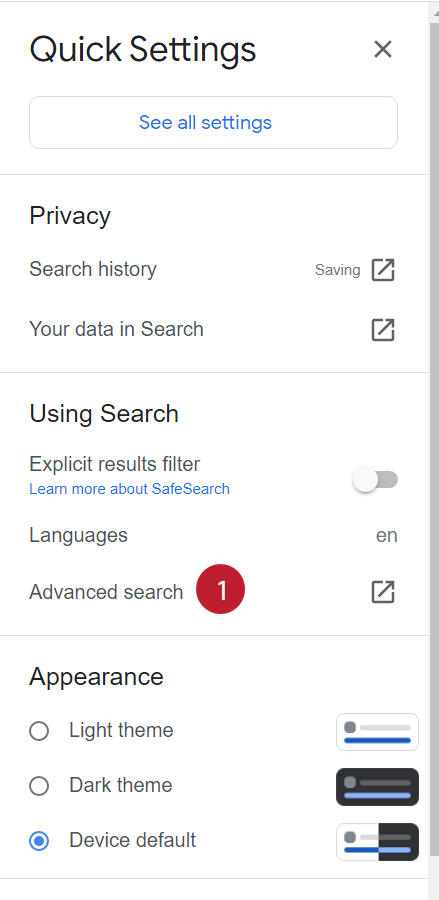 Quick Settings
See all settings
Privacy
Search history Saving
Your data in Search
Using Search
Explicit results filter
Learn more about SafeSearch
Languages en
Advanced search 1
Appearance
Light theme
Dark theme
Device default